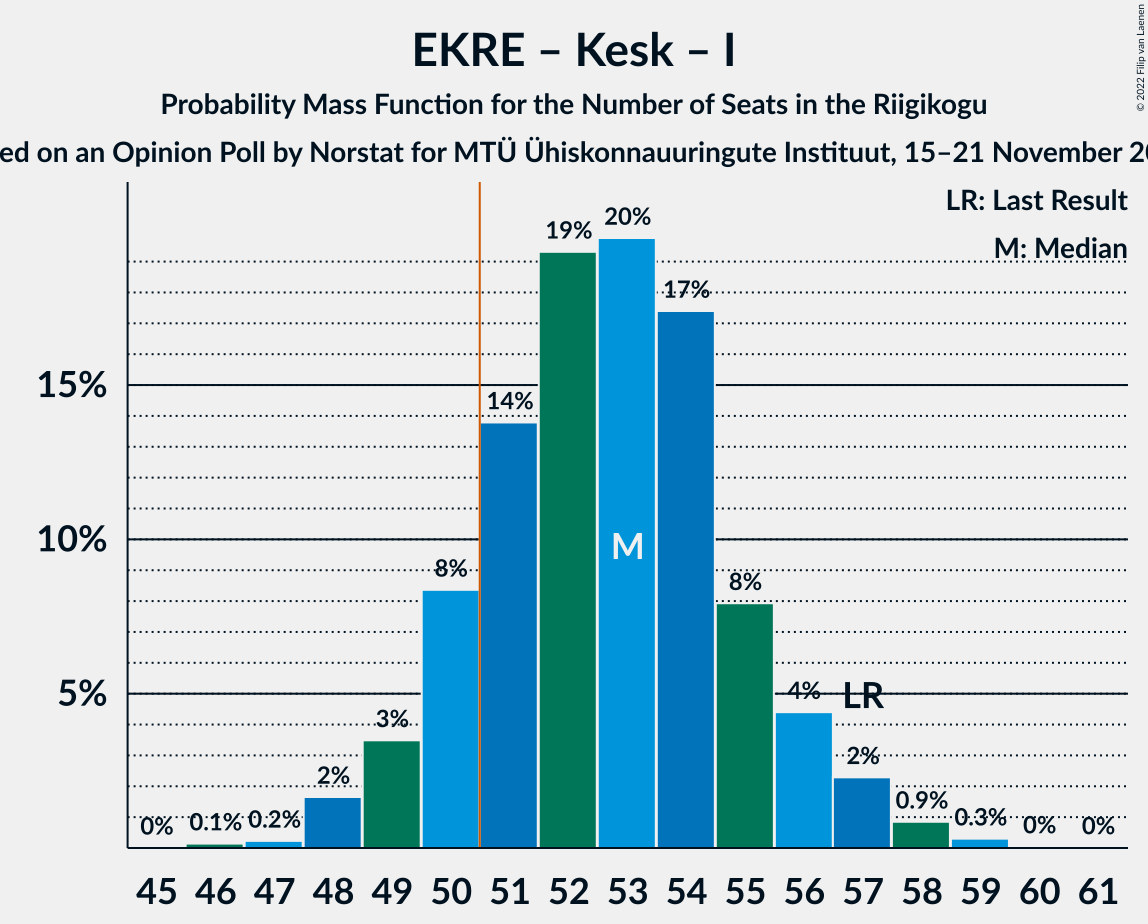 EKRE – Kesk – I
Probability Mass Function for the Number of Seats in the Riigikogu
on an Opinion Poll by Norstat for MTÜ Ühiskonnauuringute Instituut, 15–21 November
© 2022 Filip van Laenen
LR: Last Result
M: Median
15%
10%
5%
0%
0.1%
0.2%
2%
3%
8%
14%
19%
20%
17%
8%
4%
2%
0.9%
0.3%
0%
0%
M
LR
45 46 47 48 49 50 51 52 53 54 55 56 57 58 59 60 61